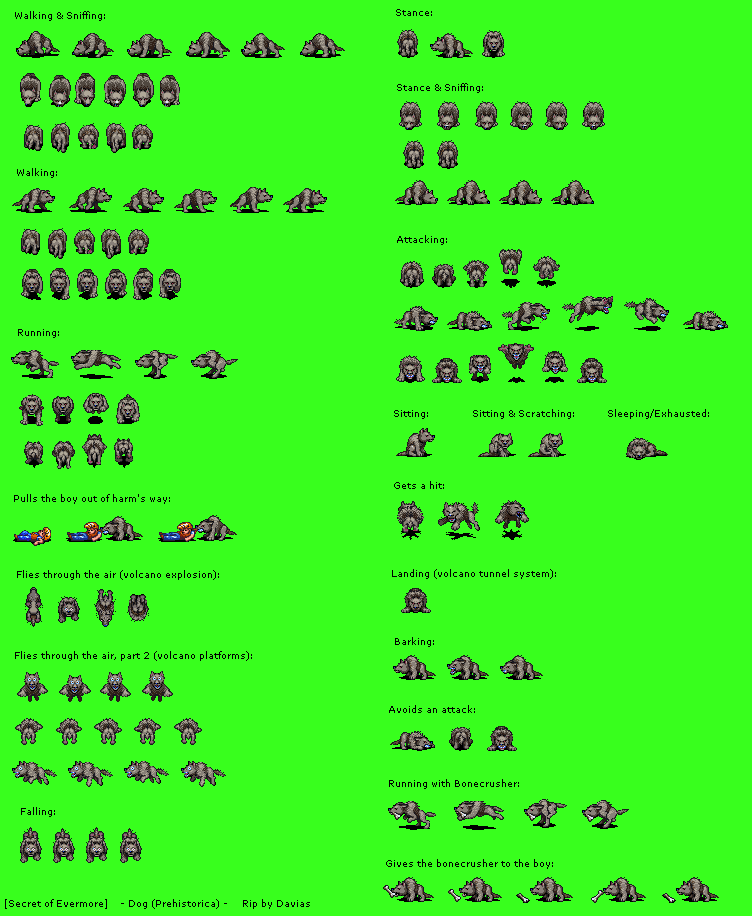 Walking & Sniffing:
Walking:
Running:
Pulls the boy out of harm's way:
Flies through the air (volcano explosion):
Flies through the air, part 2 (volcano platforms):
Falling:
[Secret of Evermore] - Dog (Prehistorica) - Rip by Davias
Stance:
Stance & Sniffing:
Attacking:
Sitting: Sitting & Scratching: Sleeping/Exhausted:
Gets a hit:
Landing (volcano tunnel system):
Barking:
Avoids an attack:
Running with Bonecrusher:
Gives the bonecrusher to the boy: